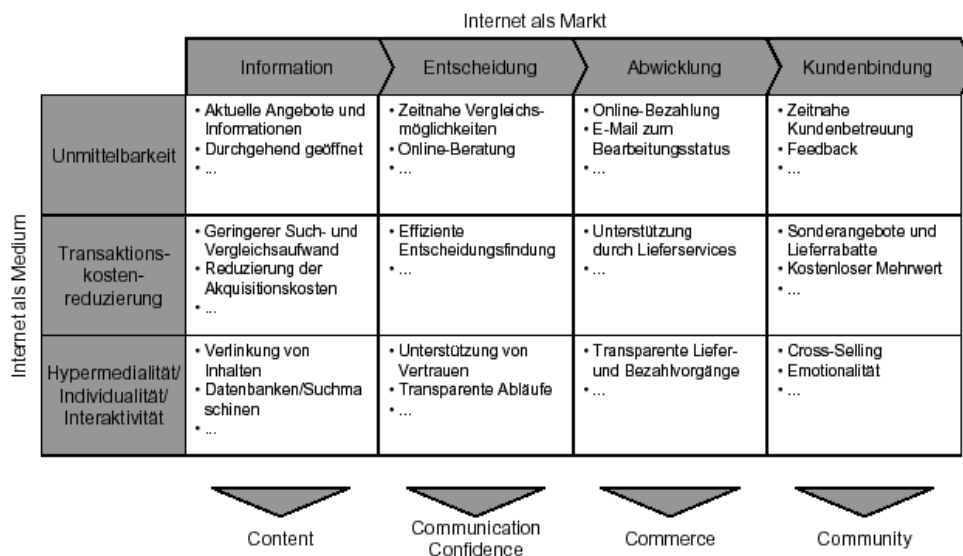 Internet als Markt
Information
Entscheidung
Abwicklung
Kundenbindung
Internet als Medium
Unmittelbarkeit
• Aktuelle Angebote und
Informationen
• Durchgehend geöffnet
• ...
• Zeitnahe Vergleichs-
möglichkeiten
• Online-Beratung
• ...
• Online-Bezahlung
• E-Mail zum
Bearbeitungsstatus
• ...
• Zeitnahe
Kundenbetreuung
• Feedback
• ...
Transaktions-
kosten-
reduzierung
• Geringerer Such- und
Vergleichsaufwand
• Reduzierung der
Akquisitionskosten
• ...
• Effiziente
Entscheidungsfindung
• ...
• Unterstützung
durch Lieferservices
• ...
• Sonderangebote und
Lieferrabatte
• Kostenloser Mehrwert
• ...
Hypermedialität/
Individualität/
Interaktivität
• Verlinkung von
Inhalten
• Datenbanken/Suchma
schinen
• ...
• Unterstützung von
Vertrauen
• Transparente Abläufe
• ...
• Transparente Liefer-
und Bezahlvorgänge
• ...
• Cross-Selling
• Emotionalität
• ...
Content
Communication
Confidence
Commerce
Community